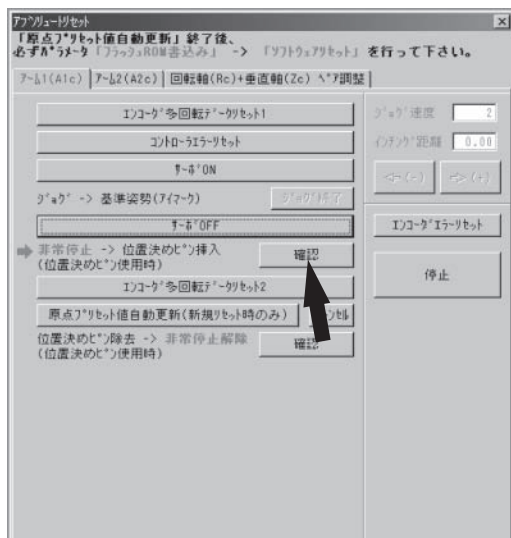 アブソリュートリセット
「原点プリセット値自動更新」終了後、
必ずパラメータ「フラッシュROM書込み」 -> 「ソフトウェアリセット」 を行って下さい。
アーム1(A1c) アーム2(A2c) 回転軸(Rc)+垂直軸(Zc) ペア調整
エンコーダ多回転データリセット1
コントローラエラーリセット
サーボON
ジョグ -> 基準姿勢(アイマーク) ジョグ終了
サーボOFF
非常停止 -> 位置決めピン挿入
(位置決めピン使用時) 確認
エンコーダ多回転データリセット2
原点プリセット値自動更新(新規リセット時のみ)
位置決めピン除去 -> 非常停止解除
(位置決めピン使用時) 確認
ジョグ速度 2
インチング距離 0.00
<-(-) ->(+)
エンコーダエラーリセット
停止